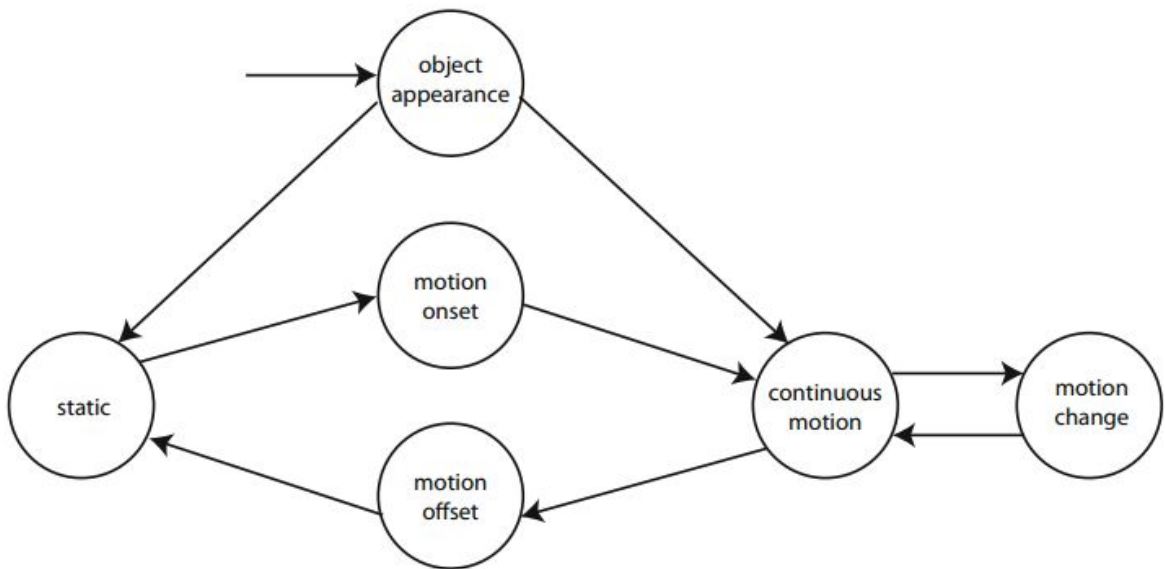 object
appearance
motion
onset
static
continuous
motion
motion
change
motion
offset